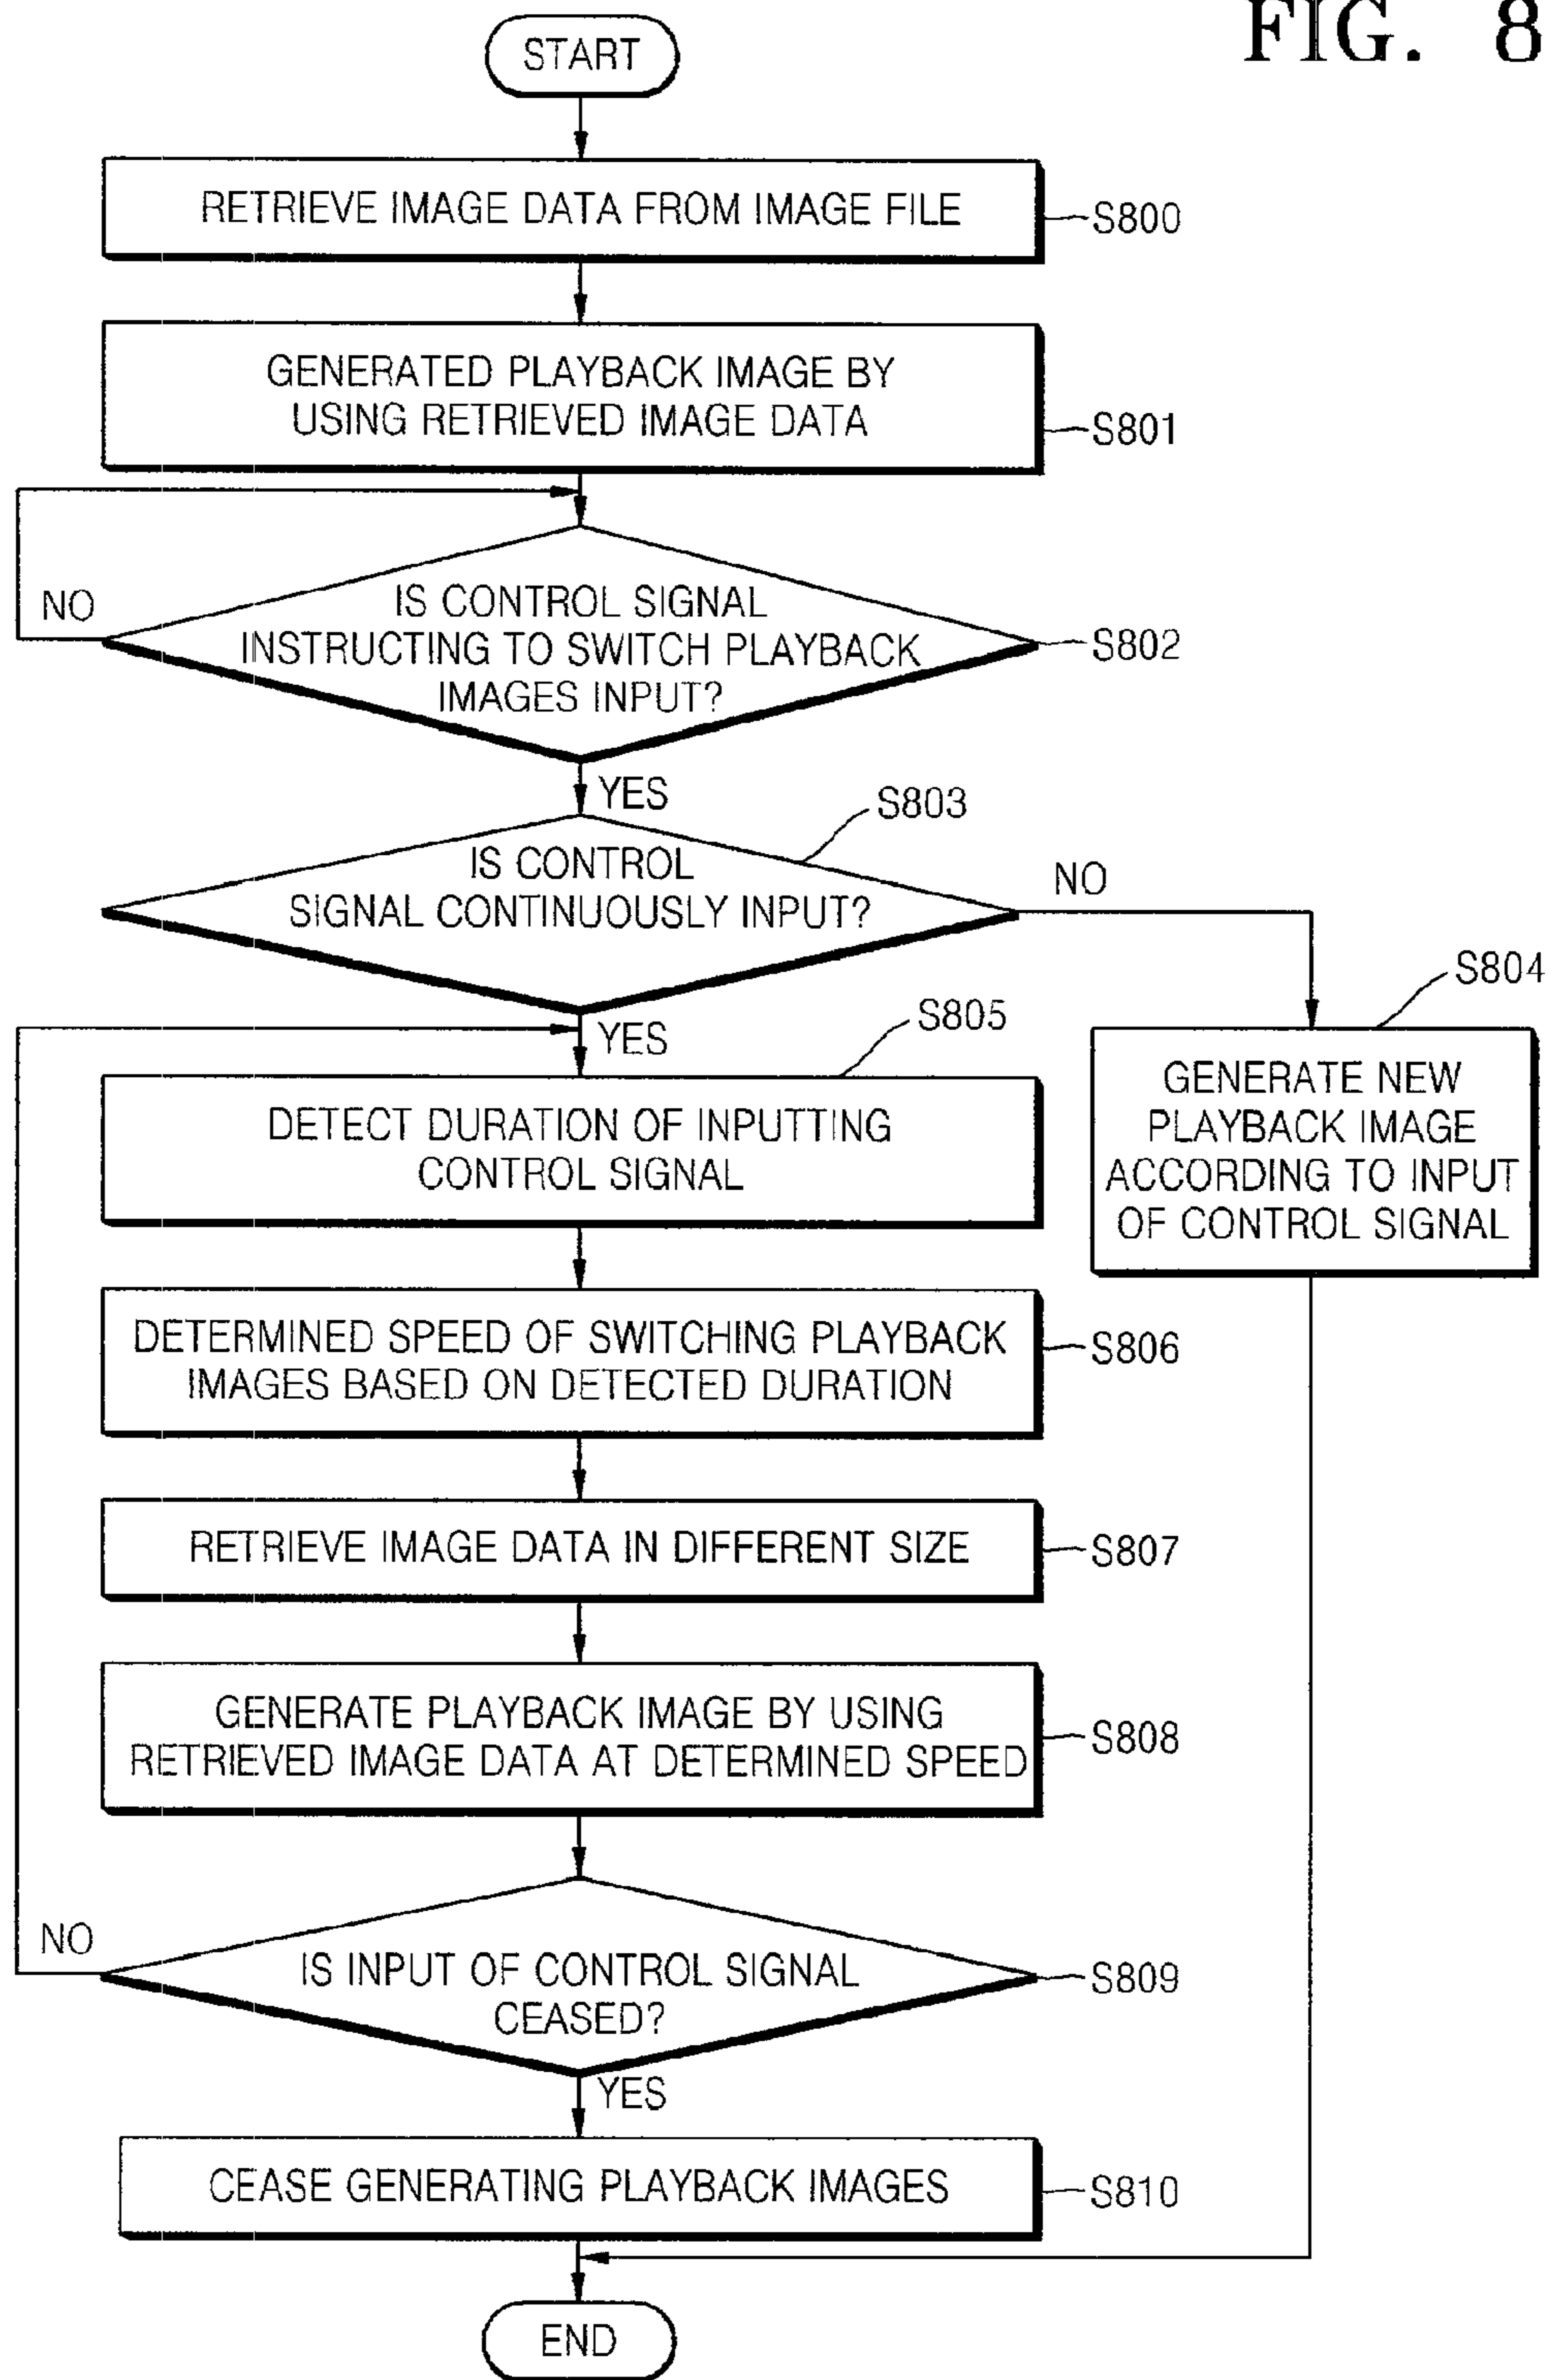 FIG. 8
START
RETRIEVE IMAGE DATA FROM IMAGE FILE
S800
GENERATED PLAYBACK IMAGE BY
USING RETRIEVED IMAGE DATA
S801
NO
IS CONTROL SIGNAL
INSTRUCTING TO SWITCH PLAYBACK
IMAGES INPUT?
S802
YES
S803
IS CONTROL
SIGNAL CONTINUOUSLY INPUT?
NO
S804
GENERATE NEW
PLAYBACK IMAGE
ACCORDING TO INPUT
OF CONTROL SIGNAL
YES
S805
DETECT DURATION OF INPUTTING
CONTROL SIGNAL
DETERMINED SPEED OF SWITCHING PLAYBACK
IMAGES BASED ON DETECTED DURATION
S806
RETRIEVE IMAGE DATA IN DIFFERENT SIZE
S807
GENERATE PLAYBACK IMAGE BY USING
RETRIEVED IMAGE DATA AT DETERMINED SPEED
S808
NO
IS INPUT OF CONTROL SIGNAL
CEASED?
S809
YES
CEASE GENERATING PLAYBACK IMAGES
S810
END